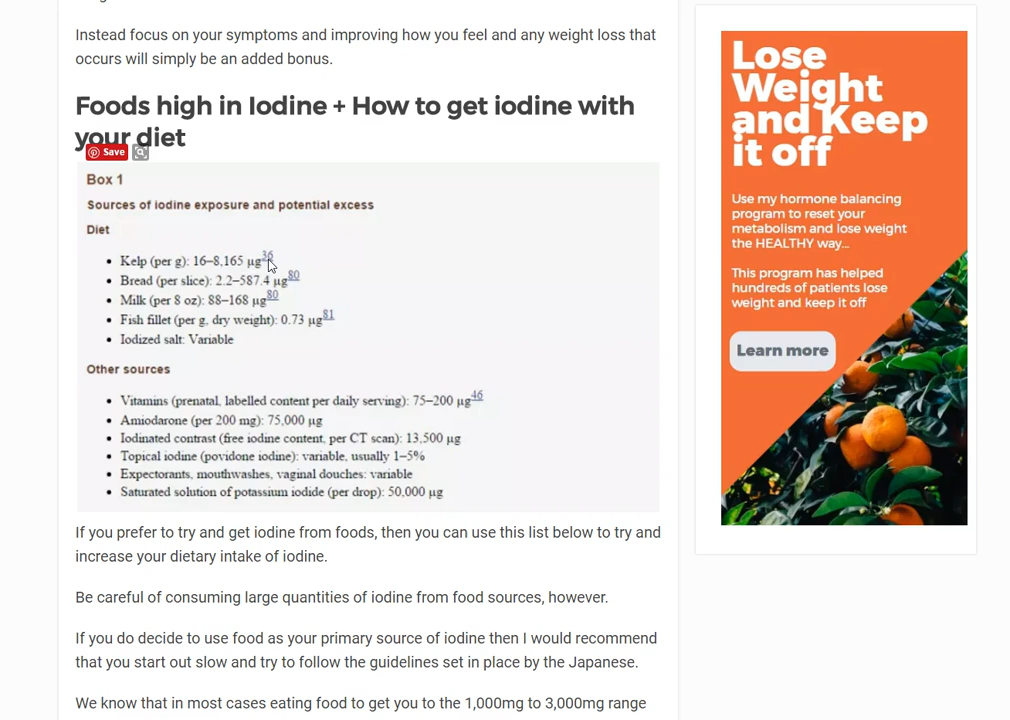 Instead focus on your symptoms and improving how you feel and any weight loss that
occurs will simply be an added bonus.
Foods high in Iodine + How to get iodine with
your diet
Save
Box 1
Sources of iodine exposure and potential excess
Diet
• Kelp (per g): 16–8,165 µg36
• Bread (per slice): 2.2–587.4 µg80
• Milk (per 8 oz): 88–168 µg80
• Fish fillet (per g, dry weight): 0.73 µg81
• Iodized salt: Variable
Other sources
• Vitamins (prenatal, labelled content per daily serving): 75–200 µg46
• Amiodarone (per 200 mg): 75,000 µg
• Iodinated contrast (free iodine content, per CT scan): 13,500 µg
• Topical iodine (povidone iodine): variable, usually 1–5%
• Expectorants, mouthwashes, vaginal douches: variable
• Saturated solution of potassium iodide (per drop): 50,000 µg
If you prefer to try and get iodine from foods, then you can use this list below to try and
increase your dietary intake of iodine.
Be careful of consuming large quantities of iodine from food sources, however.
If you do decide to use food as your primary source of iodine then I would recommend
that you start out slow and try to follow the guidelines set in place by the Japanese.
We know that in most cases eating food to get you to the 1,000mg to 3,000mg range
Lose
Weight
and Keep
it off
Use my hormone balancing
program to reset your
metabolism and lose weight
the HEALTHY way...
This program has helped
hundreds of patients lose
weight and keep it off
Learn more